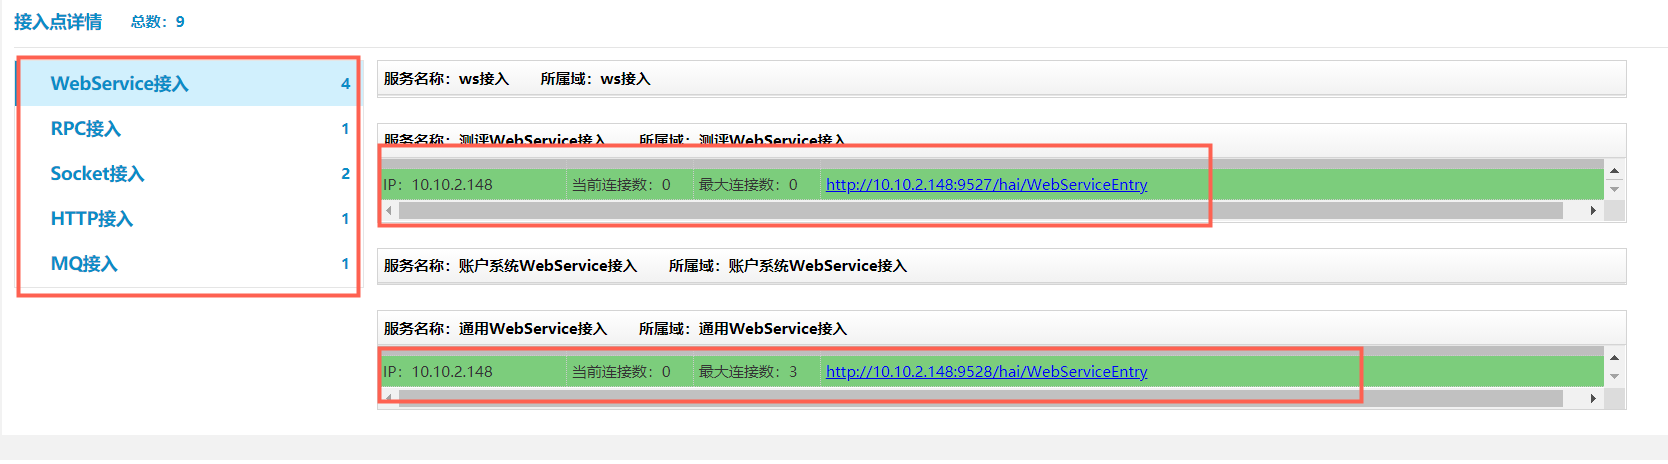 接入点详情 总数：9
WebService接入 4
RPC接入 1
Socket接入 2
HTTP接入 1
MQ接入 1
服务名称：ws接入 所属域：ws接入
服务名称：测评WebService接入 所属域：测评WebService接入
IP：10.10.2.148 当前连接数：0 最大连接数：0 http://10.10.2.148:9527/hai/WebServiceEntry
服务名称：账户系统WebService接入 所属域：账户系统WebService接入
服务名称：通用WebService接入 所属域：通用WebService接入
IP：10.10.2.148 当前连接数：0 最大连接数：3 http://10.10.2.148:9528/hai/WebServiceEntry